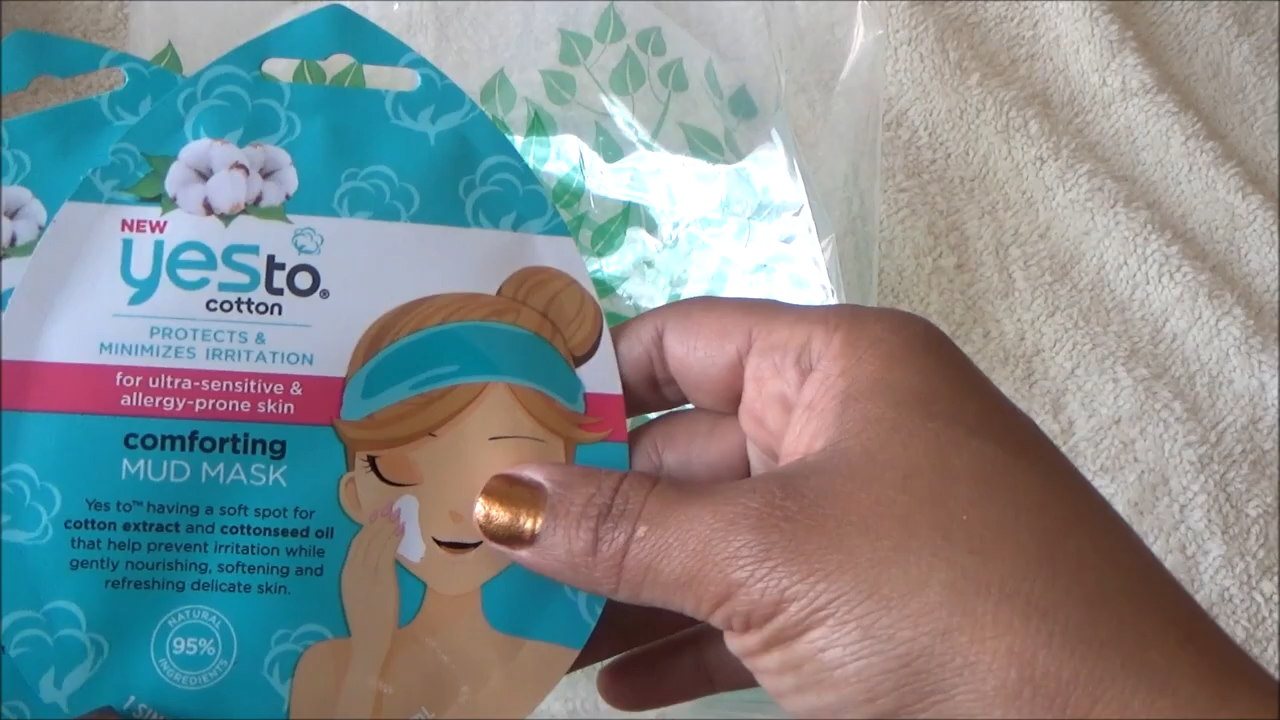 NEW
yes to®
cotton
PROTECTS &
MINIMIZES IRRITATION
for ultra-sensitive &
allergy-prone skin
comforting
MUD MASK
Yes to™ having a soft spot for
cotton extract and cottonseed oil
that help prevent irritation while
gently nourishing, softening and
refreshing delicate skin.
NATURAL
95%
INGREDIENTS
1